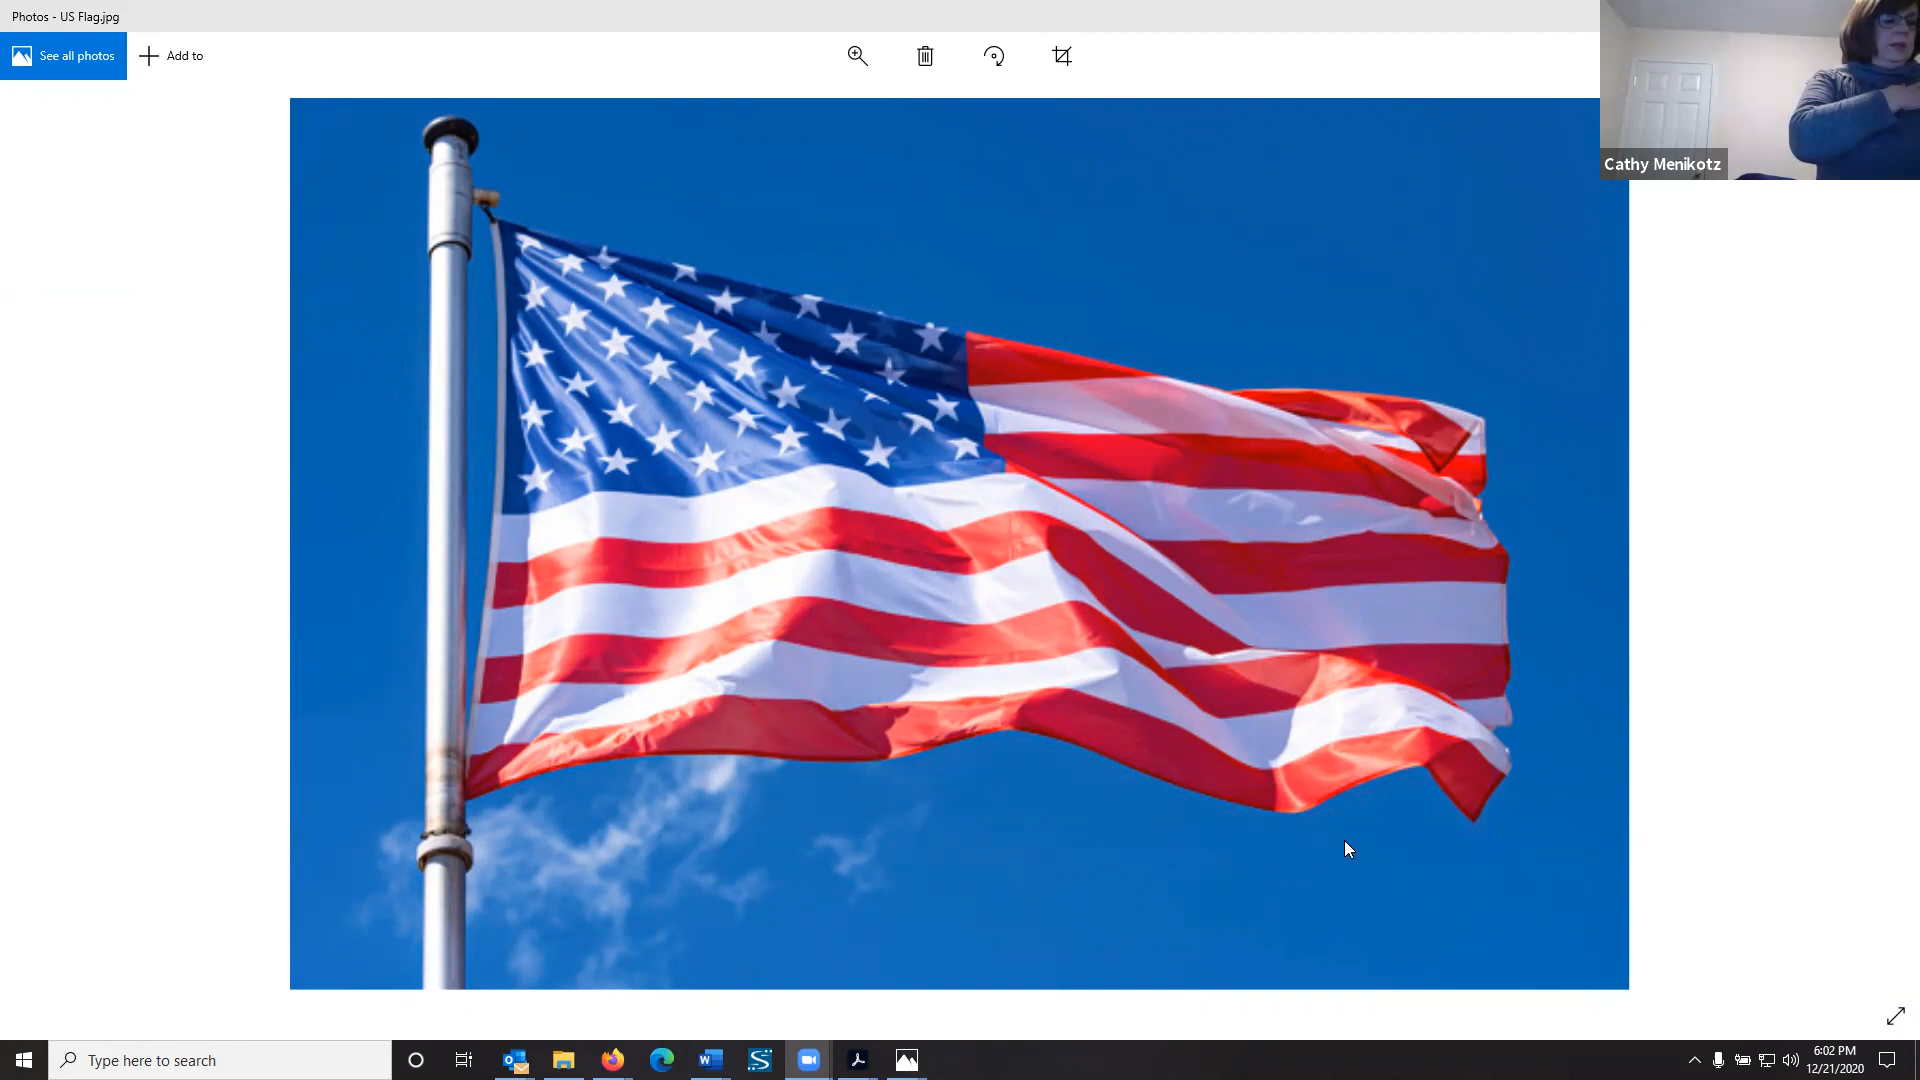 Photos - US Flag.jpg
See all photos
Add to
Cathy Menikotz
Type here to search
6:02 PM
12/21/2020